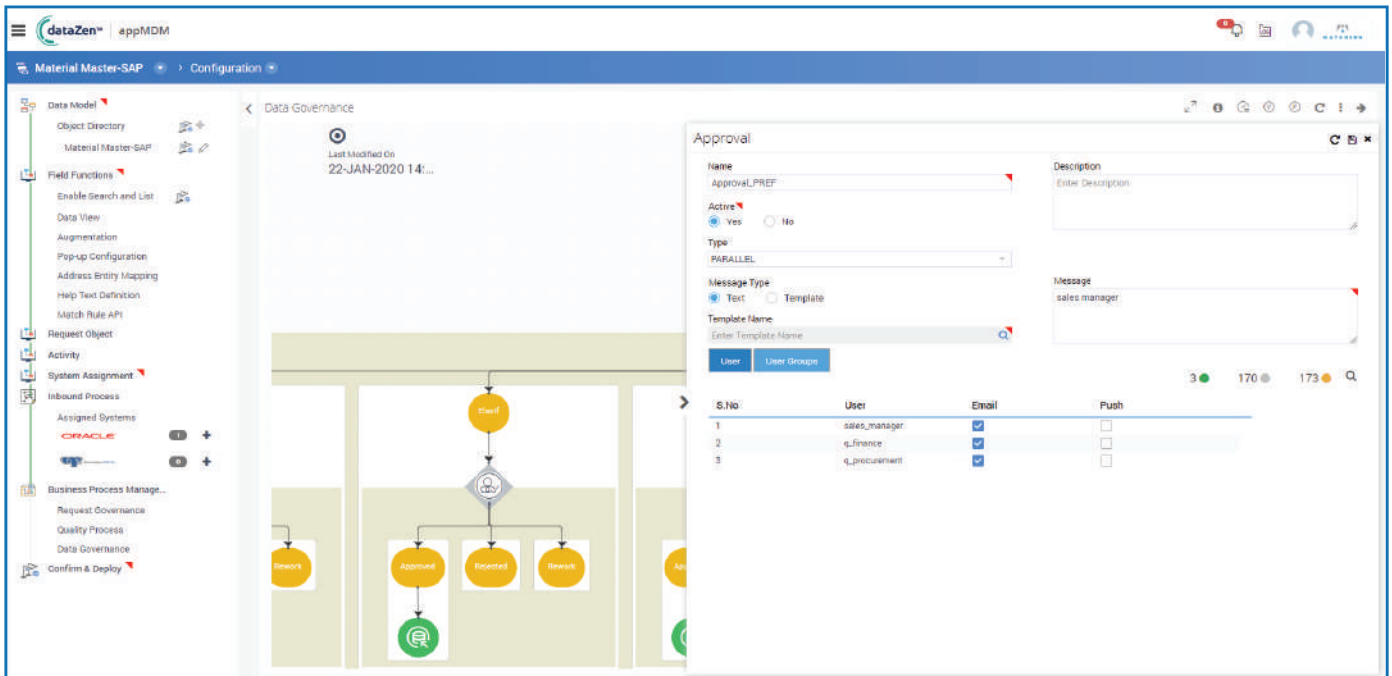 dataZen™ appMDM
0
Material Master-SAP > Configuration
Data Model
Object Directory
Material Master-SAP
Field Functions
Enable Search and List
Data View
Augmentation
Pop-up Configuration
Address Entity Mapping
Help Text Definition
Match Rule API
Request Object
Activity
System Assignment
Inbound Process
Assigned Systems
ORACLE 1
0
Business Process Manage..
Request Governance
Quality Process
Data Governance
Confirm & Deploy
Data Governance
Last Modified On
22-JAN-2020 14:...
ElseIf
Rework
Approved
Rejected
Rework
Approval
Name
Approval_PREF
Description
Enter Description
Active
Yes No
Type
PARALLEL
Message Type
Text Template
Message
sales manager
Template Name
Enter Template Name
User User Groups
3 170 173
S.No User Email Push
1 sales_manager
2 q_finance
3 q_procurement